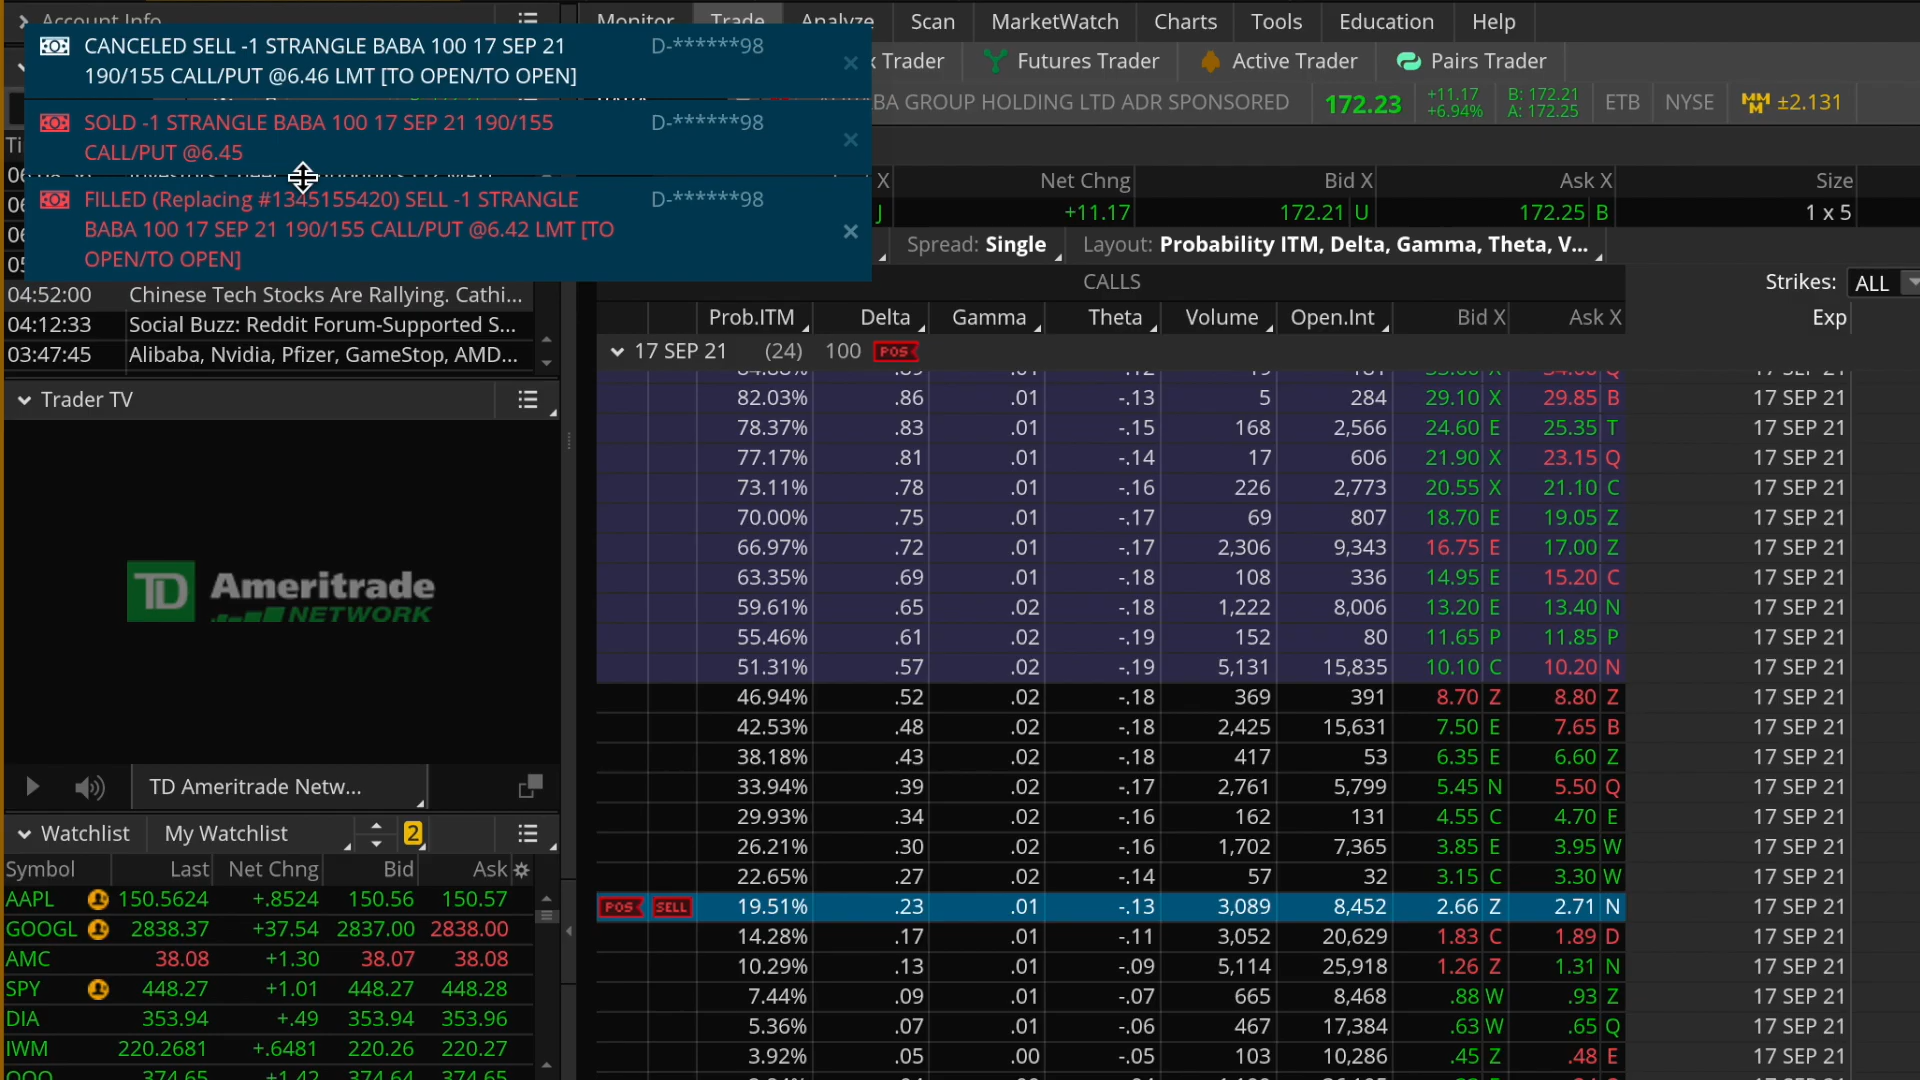 Account Info
Monitor Trade Analyze Scan MarketWatch Charts Tools Education Help
CANCELED SELL -1 STRANGLE BABA 100 17 SEP 21 D-******98
190/155 CALL/PUT @6.46 LMT [TO OPEN/TO OPEN]
x Trader Futures Trader Active Trader Pairs Trader
BA GROUP HOLDING LTD ADR SPONSORED 172.23 +11.17 +6.94% B: 172.21 A: 172.25 ETB NYSE MMM ±2.131
SOLD -1 STRANGLE BABA 100 17 SEP 21 190/155 D-******98
CALL/PUT @6.45
FILLED (Replacing #1345155420) SELL -1 STRANGLE D-******98
BABA 100 17 SEP 21 190/155 CALL/PUT @6.42 LMT [TO
OPEN/TO OPEN]
X Net Chng Bid X Ask X Size
J +11.17 172.21 U 172.25 B 1 x 5
Spread: Single Layout: Probability ITM, Delta, Gamma, Theta, V...
04:52:00 Chinese Tech Stocks Are Rallying. Cathi...
04:12:33 Social Buzz: Reddit Forum-Supported S...
03:47:45 Alibaba, Nvidia, Pfizer, GameStop, AMD...
CALLS Strikes: ALL
Prob.ITM Delta Gamma Theta Volume Open.Int Bid X Ask X Exp
17 SEP 21 (24) 100 POS
82.03% .86 .01 -.13 5 284 29.10 X 29.85 B 17 SEP 21
78.37% .83 .01 -.15 168 2,566 24.60 E 25.35 T 17 SEP 21
77.17% .81 .01 -.14 17 606 21.90 X 23.15 Q 17 SEP 21
73.11% .78 .01 -.16 226 2,773 20.55 X 21.10 C 17 SEP 21
70.00% .75 .01 -.17 69 807 18.70 E 19.05 Z 17 SEP 21
66.97% .72 .01 -.17 2,306 9,343 16.75 E 17.00 Z 17 SEP 21
63.35% .69 .01 -.18 108 336 14.95 E 15.20 C 17 SEP 21
59.61% .65 .02 -.18 1,222 8,006 13.20 E 13.40 N 17 SEP 21
55.46% .61 .02 -.19 152 80 11.65 P 11.85 P 17 SEP 21
51.31% .57 .02 -.19 5,131 15,835 10.10 C 10.20 N 17 SEP 21
46.94% .52 .02 -.18 369 391 8.70 Z 8.80 Z 17 SEP 21
42.53% .48 .02 -.18 2,425 15,631 7.50 E 7.65 B 17 SEP 21
38.18% .43 .02 -.18 417 53 6.35 E 6.60 Z 17 SEP 21
33.94% .39 .02 -.17 2,761 5,799 5.45 N 5.50 Q 17 SEP 21
29.93% .34 .02 -.16 162 131 4.55 C 4.70 E 17 SEP 21
26.21% .30 .02 -.16 1,702 7,365 3.85 E 3.95 W 17 SEP 21
22.65% .27 .02 -.14 57 32 3.15 C 3.30 W 17 SEP 21
POS SELL 19.51% .23 .01 -.13 3,089 8,452 2.66 Z 2.71 N 17 SEP 21
14.28% .17 .01 -.11 3,052 20,629 1.83 C 1.89 D 17 SEP 21
10.29% .13 .01 -.09 5,114 25,918 1.26 Z 1.31 N 17 SEP 21
7.44% .09 .01 -.07 665 8,468 .88 W .93 Z 17 SEP 21
5.36% .07 .01 -.06 467 17,384 .63 W .65 Q 17 SEP 21
3.92% .05 .00 -.05 103 10,286 .45 Z .48 E 17 SEP 21
Trader TV
TD Ameritrade
NETWORK
TD Ameritrade Netw...
Watchlist My Watchlist 2
Symbol Last Net Chng Bid Ask
AAPL 150.5624 +.8524 150.56 150.57
GOOGL 2838.37 +37.54 2837.00 2838.00
AMC 38.08 +1.30 38.07 38.08
SPY 448.27 +1.01 448.27 448.28
DIA 353.94 +.49 353.94 353.96
IWM 220.2681 +.6481 220.26 220.27
QQQ 374.65 +1.42 374.64 374.65